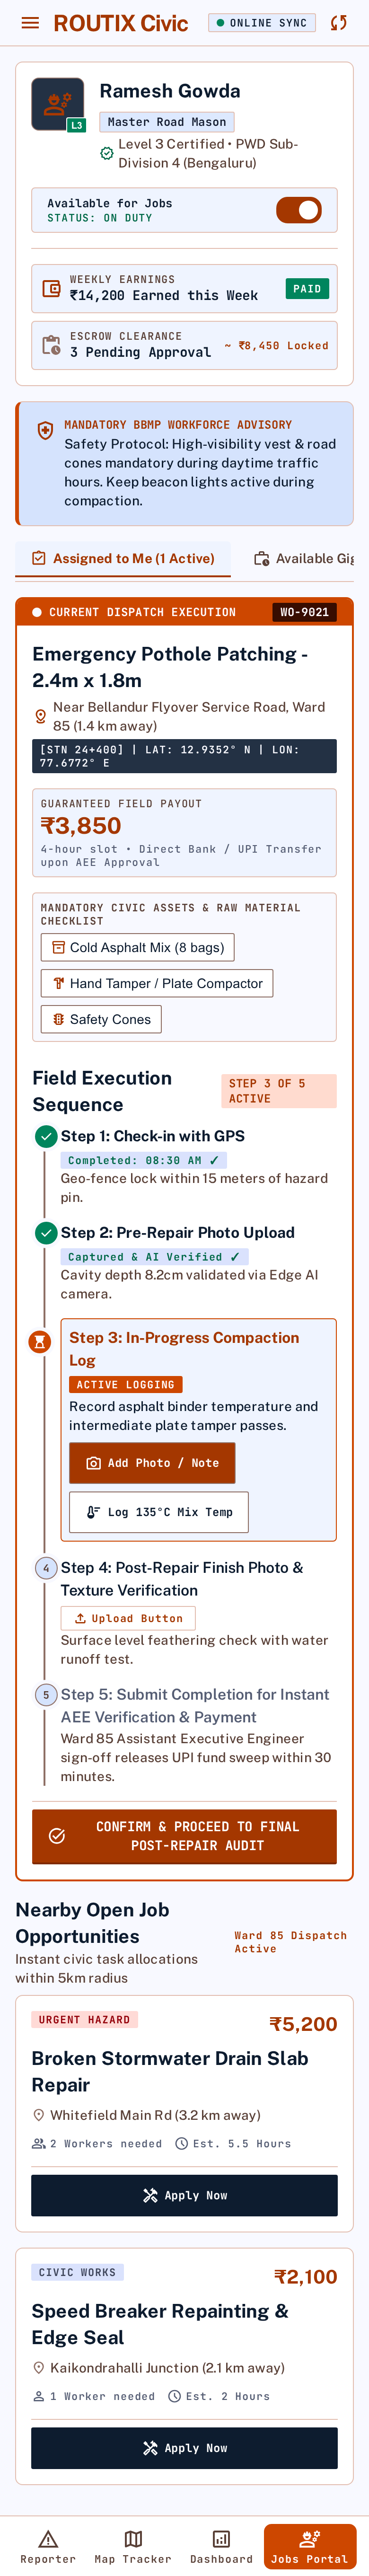 ROUTIX Civic
ONLINE SYNC
L3
Ramesh Gowda
Master Road Mason
Level 3 Certified • PWD Sub-
Division 4 (Bengaluru)
Available for Jobs
STATUS: ON DUTY
WEEKLY EARNINGS
₹14,200 Earned this Week
PAID
ESCROW CLEARANCE
3 Pending Approval
~ ₹8,450 Locked
MANDATORY BBMP WORKFORCE ADVISORY
Safety Protocol: High-visibility vest & road
cones mandatory during daytime traffic
hours. Keep beacon lights active during
compaction.
Assigned to Me (1 Active)
Available Gig
CURRENT DISPATCH EXECUTION
WO-9021
Emergency Pothole Patching -
2.4m x 1.8m
Near Bellandur Flyover Service Road, Ward
85 (1.4 km away)
[STN 24+400] | LAT: 12.9352° N | LON:
77.6772° E
GUARANTEED FIELD PAYOUT
₹3,850
4-hour slot • Direct Bank / UPI Transfer
upon AEE Approval
MANDATORY CIVIC ASSETS & RAW MATERIAL
CHECKLIST
Cold Asphalt Mix (8 bags)
Hand Tamper / Plate Compactor
Safety Cones
Field Execution
Sequence
STEP 3 OF 5
ACTIVE
Step 1: Check-in with GPS
Completed: 08:30 AM ✓
Geo-fence lock within 15 meters of hazard
pin.
Step 2: Pre-Repair Photo Upload
Captured & AI Verified ✓
Cavity depth 8.2cm validated via Edge AI
camera.
Step 3: In-Progress Compaction
Log
ACTIVE LOGGING
Record asphalt binder temperature and
intermediate plate tamper passes.
Add Photo / Note
Log 135°C Mix Temp
4
Step 4: Post-Repair Finish Photo &
Texture Verification
Upload Button
Surface level feathering check with water
runoff test.
5
Step 5: Submit Completion for Instant
AEE Verification & Payment
Ward 85 Assistant Executive Engineer
sign-off releases UPI fund sweep within 30
minutes.
CONFIRM & PROCEED TO FINAL
POST-REPAIR AUDIT
Nearby Open Job
Opportunities
Instant civic task allocations
within 5km radius
Ward 85 Dispatch
Active
URGENT HAZARD
₹5,200
Broken Stormwater Drain Slab
Repair
Whitefield Main Rd (3.2 km away)
2 Workers needed
Est. 5.5 Hours
Apply Now
CIVIC WORKS
₹2,100
Speed Breaker Repainting &
Edge Seal
Kaikondrahalli Junction (2.1 km away)
1 Worker needed
Est. 2 Hours
Apply Now
Reporter
Map Tracker
Dashboard
Jobs Portal